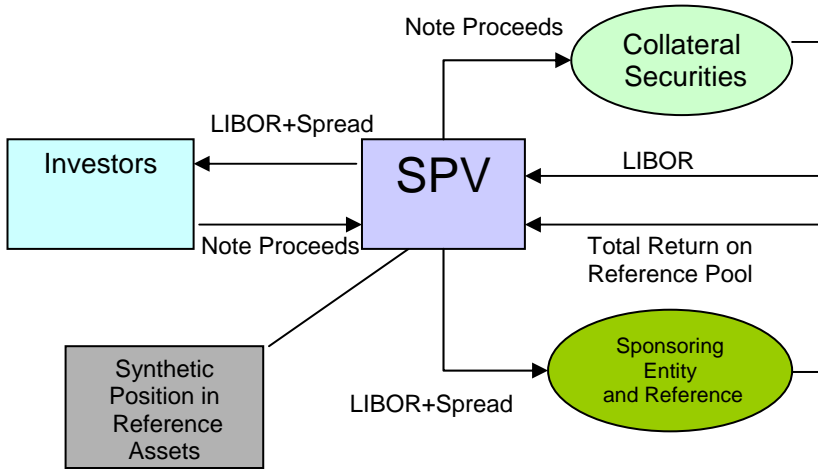 Note Proceeds
Collateral
Securities
LIBOR+Spread
Investors
SPV
LIBOR
Note Proceeds
Total Return on
Reference Pool
Synthetic
Position in
Reference
Assets
Sponsoring
Entity
and Reference
LIBOR+Spread